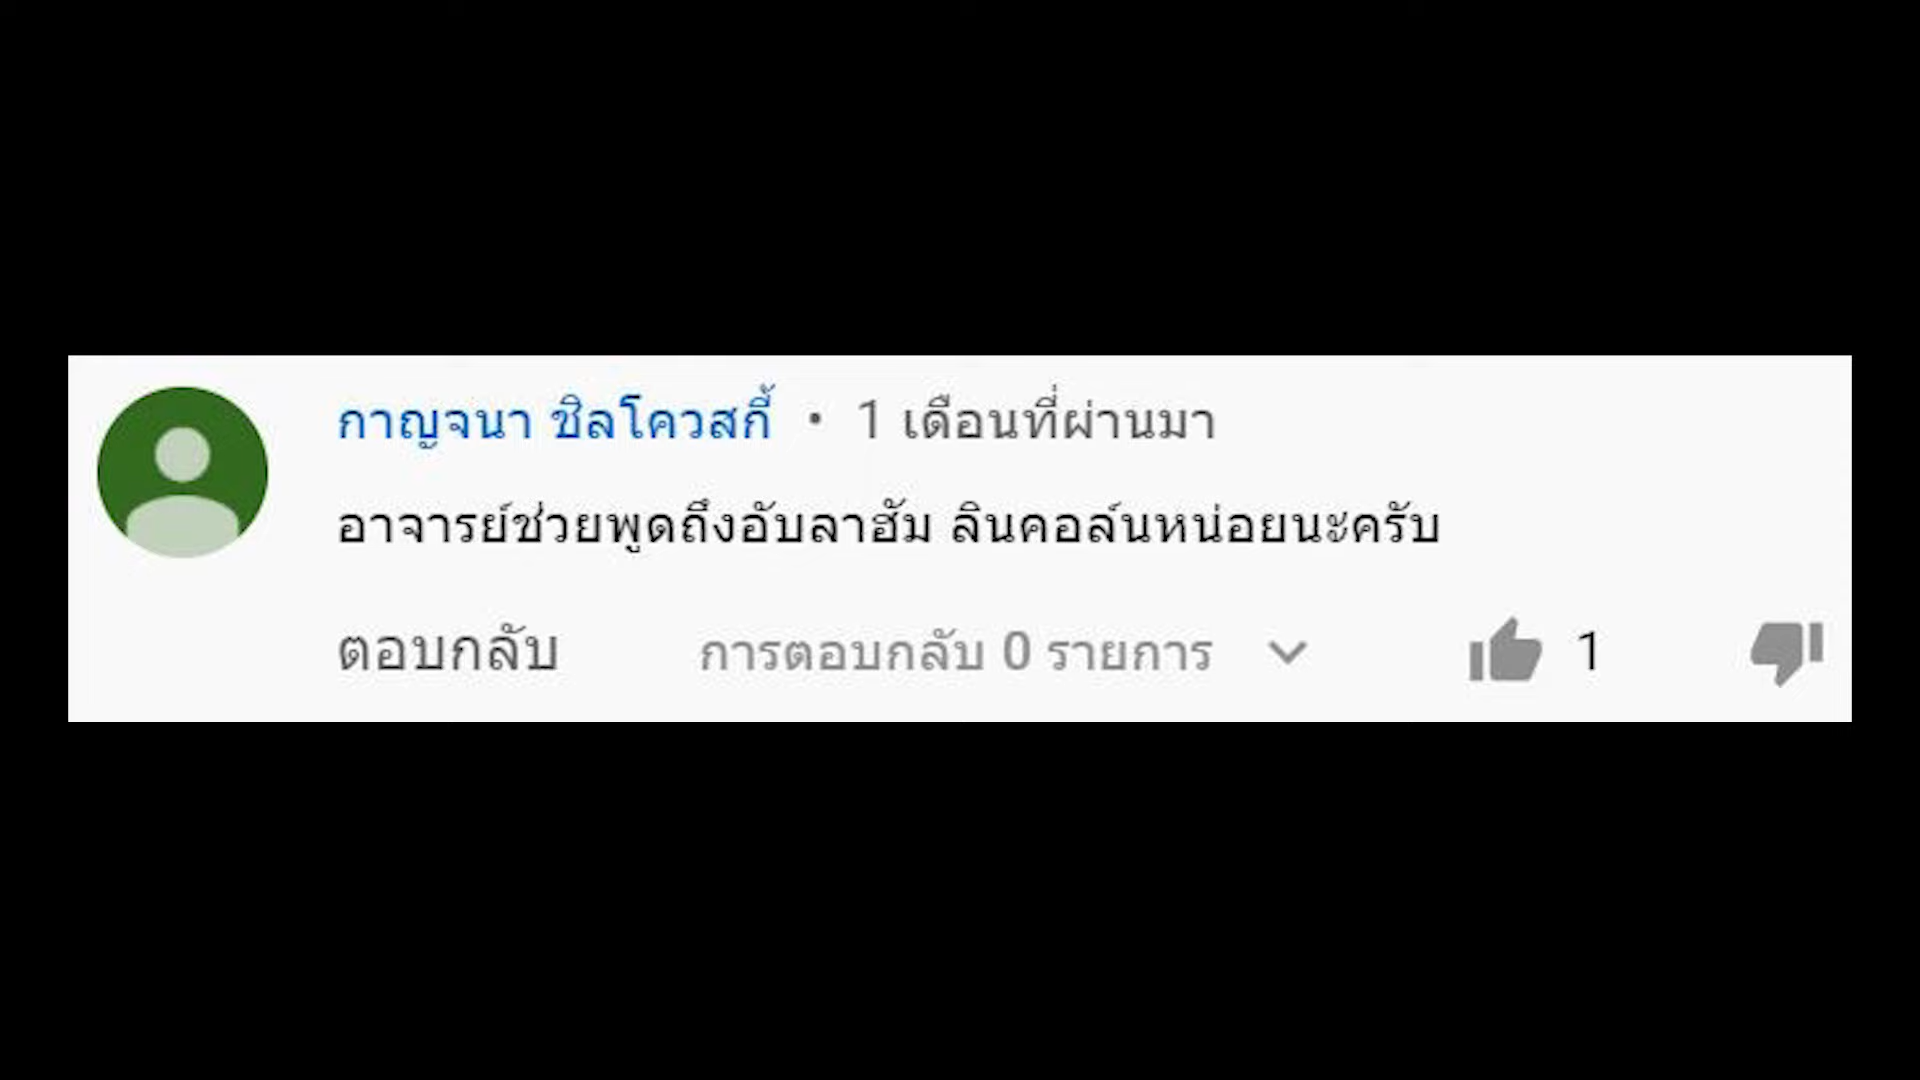 กาญจนา ชิลโควสกี้ • 1 เดือนที่ผ่านมา
อาจารย์ช่วยพูดถึงอับลาฮัม ลินคอล์นหน่อยนะครับ
ตอบกลับ การตอบกลับ 0 รายการ 1